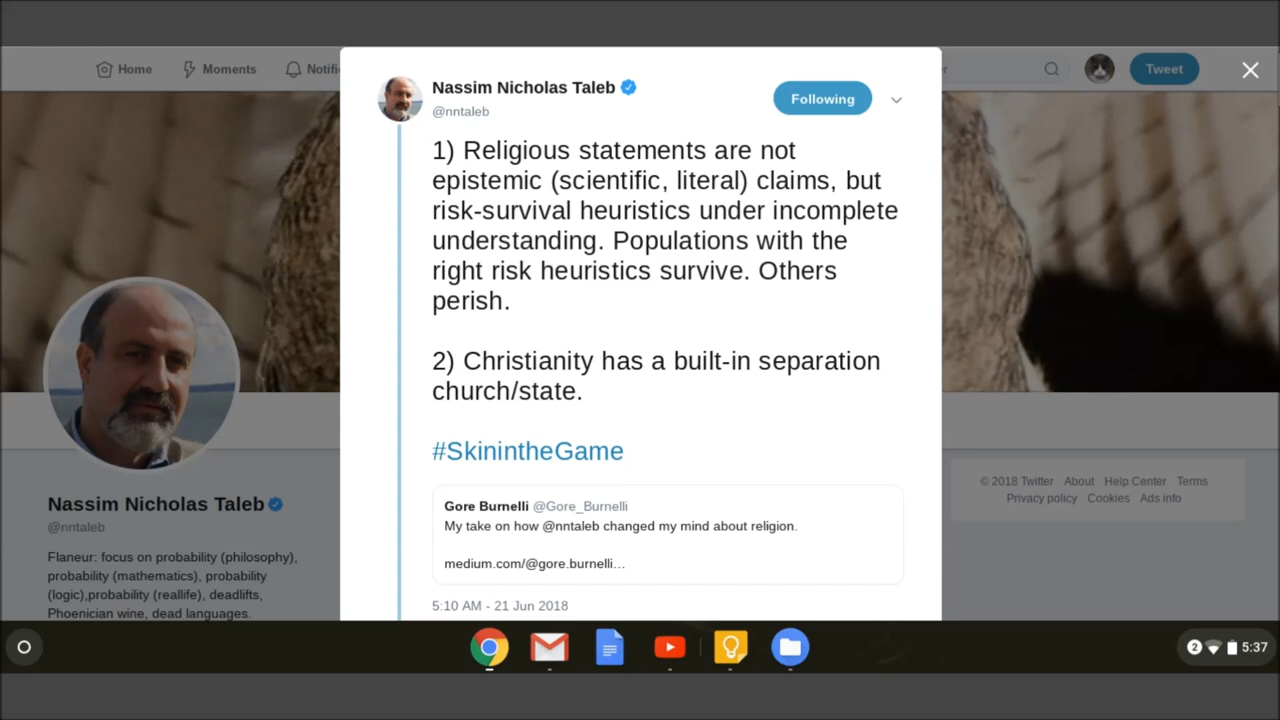 Home
Moments
Notifi
Tweet
Nassim Nicholas Taleb
@nntaleb
Following
1) Religious statements are not
epistemic (scientific, literal) claims, but
risk-survival heuristics under incomplete
understanding. Populations with the
right risk heuristics survive. Others
perish.
2) Christianity has a built-in separation
church/state.
#SkinintheGame
Gore Burnelli @Gore_Burnelli
My take on how @nntaleb changed my mind about religion.
medium.com/@gore.burnelli…
5:10 AM - 21 Jun 2018
Nassim Nicholas Taleb
@nntaleb
Flaneur: focus on probability (philosophy),
probability (mathematics), probability
(logic),probability (reallife), deadlifts,
Phoenician wine, dead languages.
© 2018 Twitter About Help Center Terms
Privacy policy Cookies Ads info
2 5:37